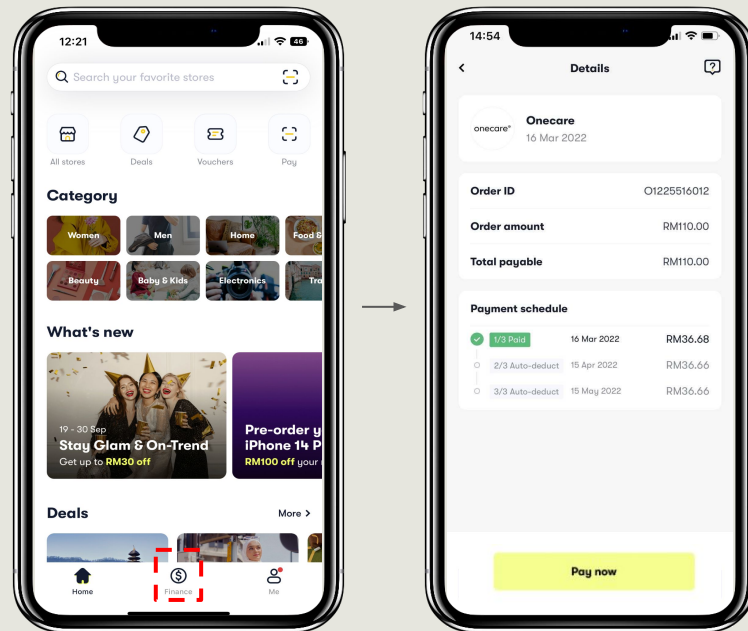 12:21
46
Search your favorite stores
All stores
Deals
Vouchers
Pay
Category
Women
Men
Home
Food &
Beauty
Baby & Kids
Electronics
Tra
What's new
19 - 30 Sep
Stay Glam & On-Trend
Get up to RM30 off
Pre-order y
iPhone 14 P
RM100 off your
Deals
More >
Home
Finance
Me
14:54
Details
onecare®
Onecare
16 Mar 2022
Order ID
O1225516012
Order amount
RM110.00
Total payable
RM110.00
Payment schedule
1/3 Paid
16 Mar 2022
RM36.68
2/3 Auto-deduct
15 Apr 2022
RM36.66
3/3 Auto-deduct
15 May 2022
RM36.66
Pay now